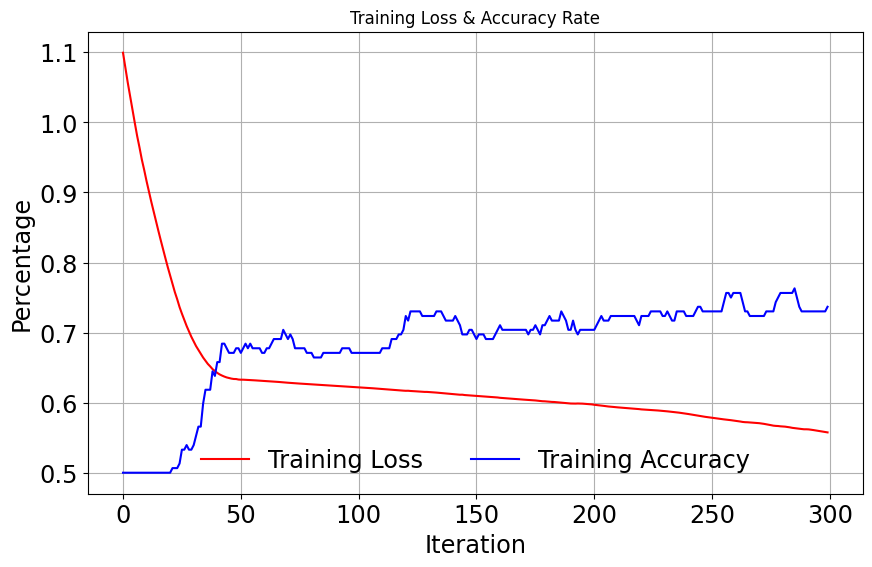 Training Loss & Accuracy Rate
Percentage
1.1
1.0
0.9
0.8
0.7
0.6
0.5
Training Loss
Training Accuracy
0 50 100 150 200 250 300
Iteration